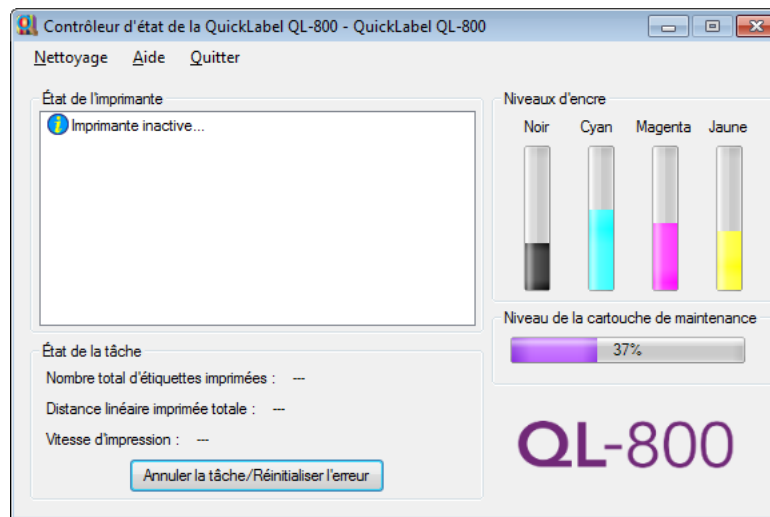 Contrôleur d'état de la QuickLabel QL-800 - QuickLabel QL-800
Nettoyage Aide Quitter
État de l'imprimante
Imprimante inactive...
Niveaux d'encre
Noir Cyan Magenta Jaune
Niveau de la cartouche de maintenance
37%
État de la tâche
Nombre total d'étiquettes imprimées : ---
Distance linéaire imprimée totale : ---
Vitesse d'impression : ---
Annuler la tâche/Réinitialiser l'erreur
QL-800